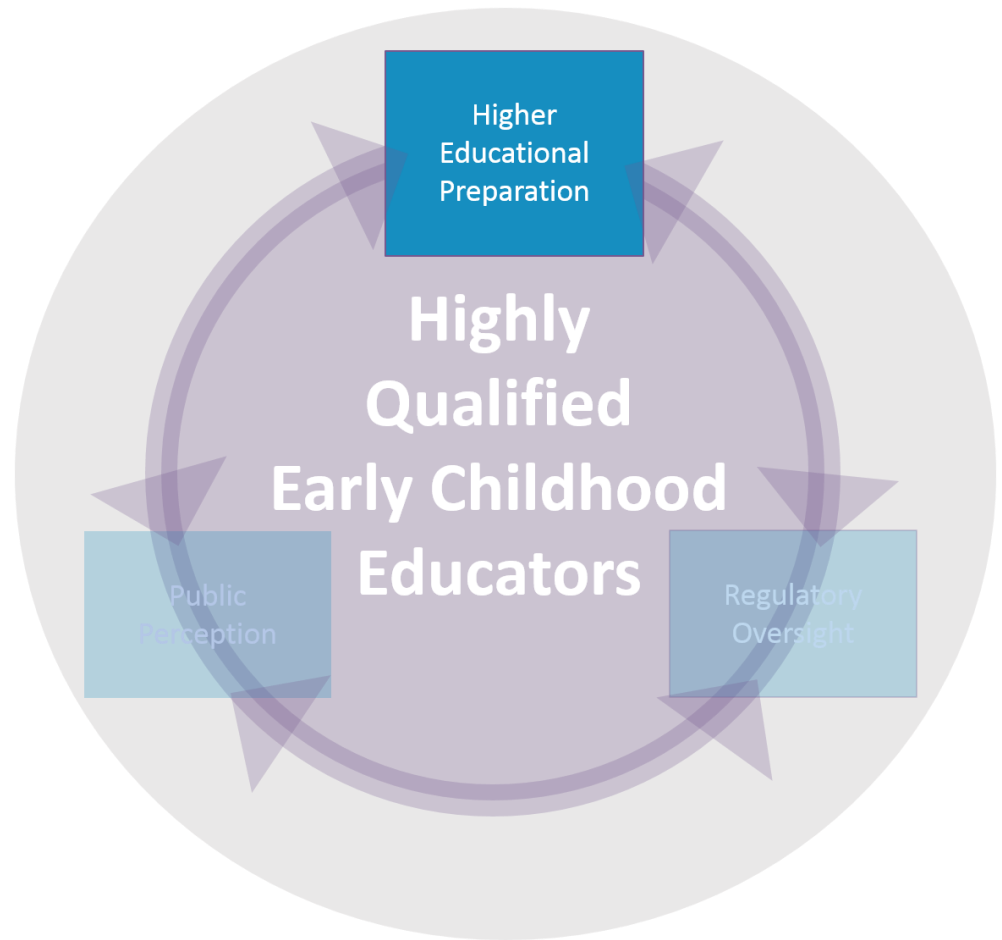 Higher
Educational
Preparation
Highly
Qualified
Early Childhood
Educators
Public
Perception
Regulatory
Oversight